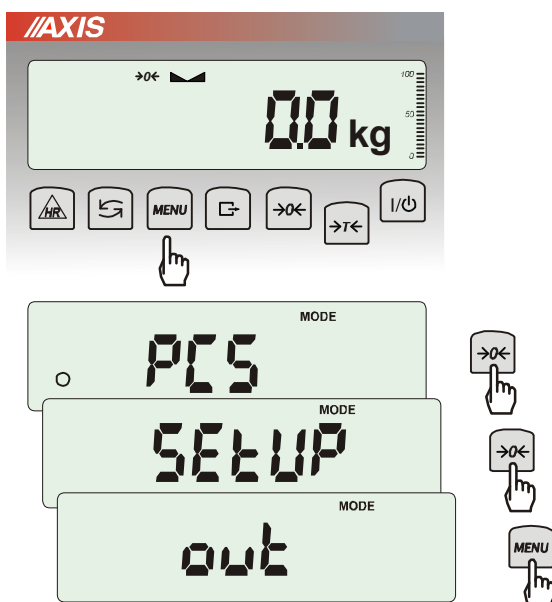 //AXIS
→0←
100
50
0
0.0 kg
HR MENU →0← →T← I/⏻
MODE
PCS
→0←
MODE
SEtUP
→0←
MODE
out
MENU